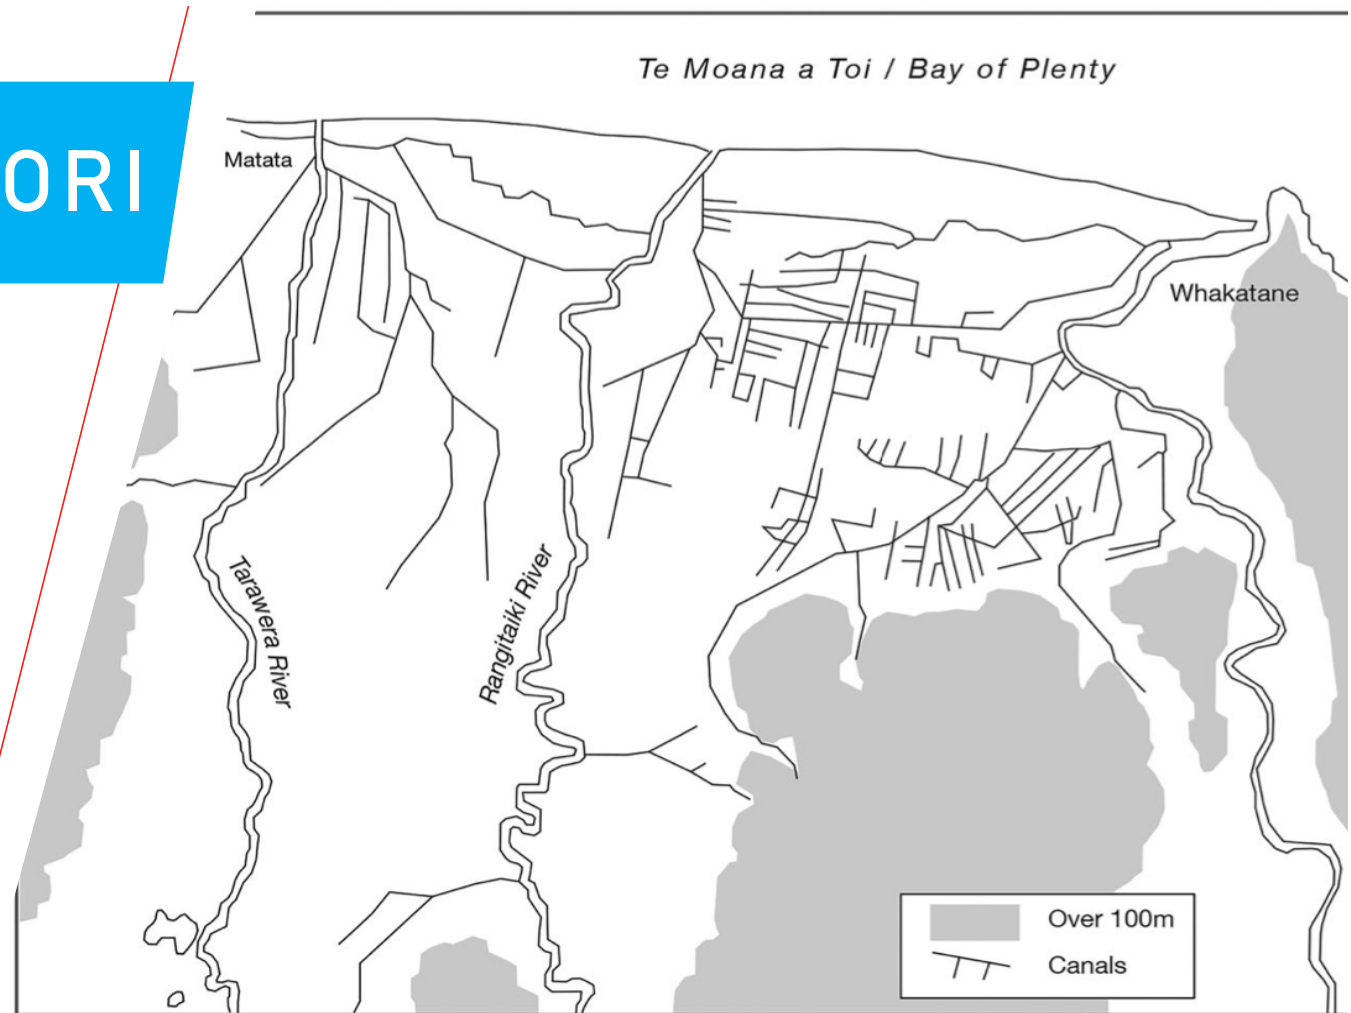 Te Moana a Toi / Bay of Plenty
ORI
Matata
Whakatane
Tarawera River
Rangitaiki River
Over 100m
Canals